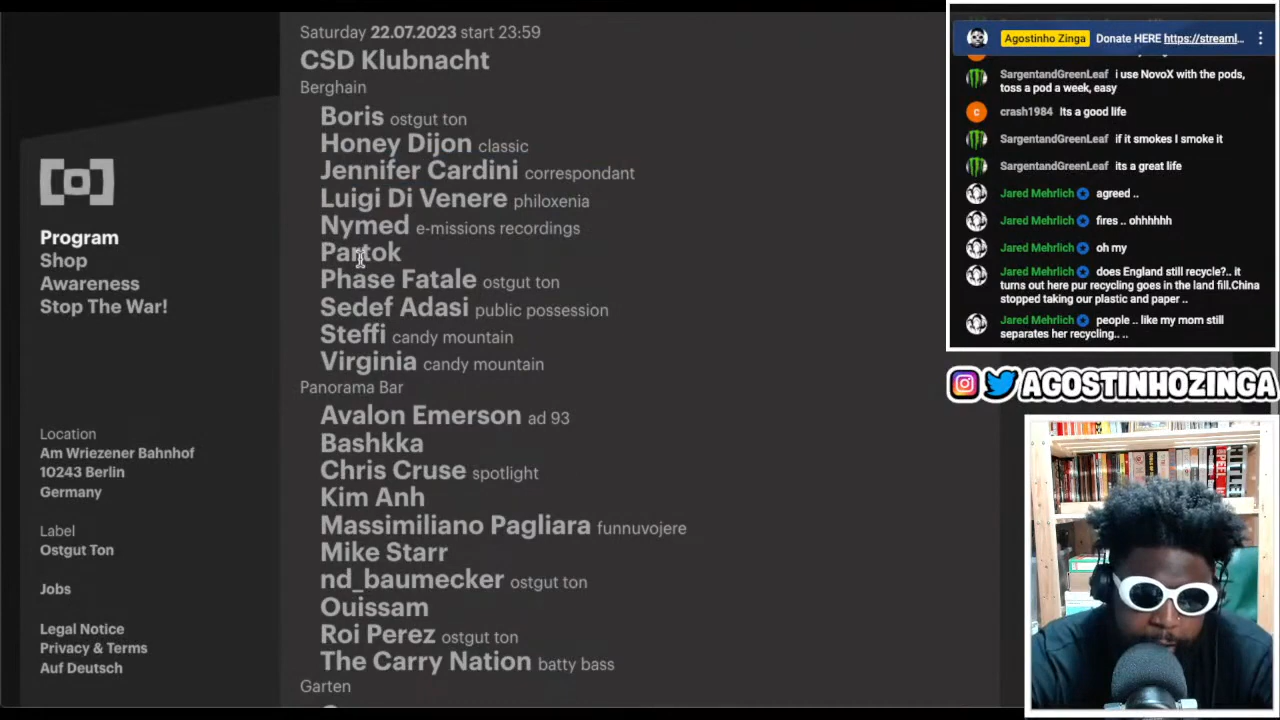 Saturday 22.07.2023 start 23:59
CSD Klubnacht
Berghain
Boris ostgut ton
Honey Dijon classic
Jennifer Cardini correspondant
Luigi Di Venere philoxenia
Nymed e-missions recordings
Partok
Phase Fatale ostgut ton
Sedef Adasi public possession
Steffi candy mountain
Virginia candy mountain
Panorama Bar
Avalon Emerson ad 93
Bashkka
Chris Cruse spotlight
Kim Anh
Massimiliano Pagliara funnuvojere
Mike Starr
nd_baumecker ostgut ton
Ouissam
Roi Perez ostgut ton
The Carry Nation batty bass
Garten
Program
Shop
Awareness
Stop The War!
Location
Am Wriezener Bahnhof
10243 Berlin
Germany
Label
Ostgut Ton
Jobs
Legal Notice
Privacy & Terms
Auf Deutsch
Agostinho Zinga Donate HERE https://streaml...
SargentandGreenLeaf i use NovoX with the pods,
toss a pod a week, easy
c crash1984 Its a good life
SargentandGreenLeaf if it smokes I smoke it
SargentandGreenLeaf its a great life
Jared Mehrlich agreed ..
Jared Mehrlich fires .. ohhhhhh
Jared Mehrlich oh my
Jared Mehrlich does England still recycle?.. it
turns out here pur recycling goes in the land fill.China
stopped taking our plastic and paper ..
Jared Mehrlich people .. like my mom still
separates her recycling.. ..
AGOSTINHOZINGA